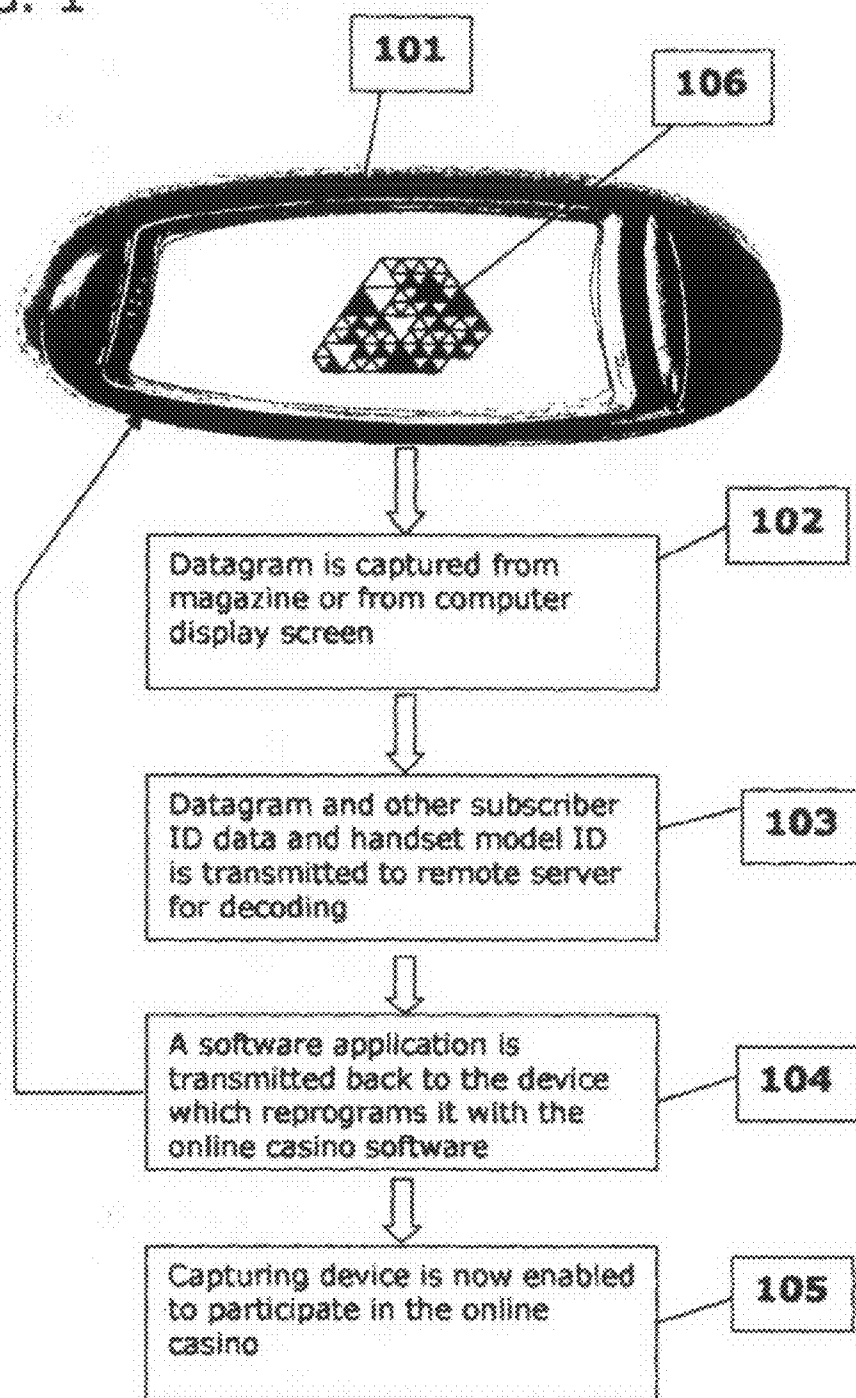 101
106
102
Datagram is captured from
magazine or from computer
display screen
103
Datagram and other subscriber
ID data and handset model ID
is transmitted to remote server
for decoding
104
A software application is
transmitted back to the device
which reprograms it with the
online casino software
105
Capturing device is now enabled
to participate in the online
casino